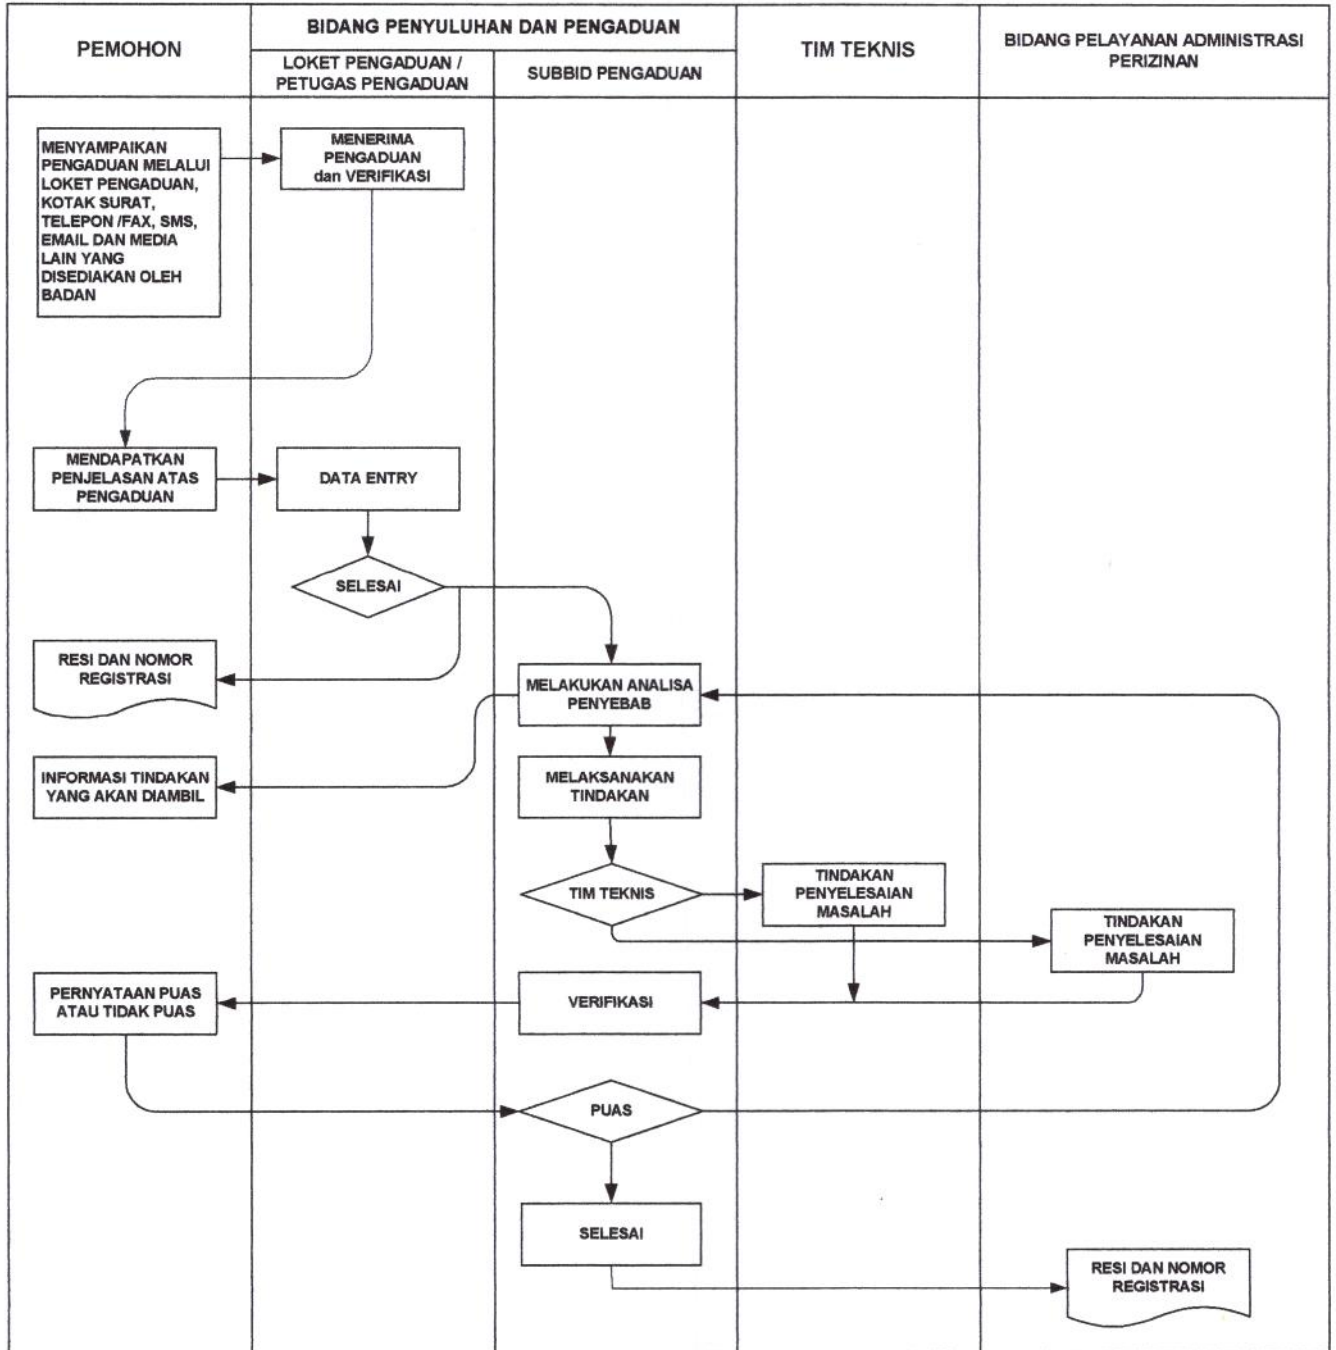 PEMOHON
BIDANG PENYULUHAN DAN PENGADUAN
LOKET PENGADUAN /
PETUGAS PENGADUAN
SUBBID PENGADUAN
TIM TEKNIS
BIDANG PELAYANAN ADMINISTRASI
PERIZINAN
MENYAMPAIKAN
PENGADUAN MELALUI
LOKET PENGADUAN,
KOTAK SURAT,
TELEPON /FAX, SMS,
EMAIL DAN MEDIA
LAIN YANG
DISEDIAKAN OLEH
BADAN
MENERIMA
PENGADUAN
dan VERIFIKASI
MENDAPATKAN
PENJELASAN ATAS
PENGADUAN
DATA ENTRY
SELESAI
RESI DAN NOMOR
REGISTRASI
MELAKUKAN ANALISA
PENYEBAB
INFORMASI TINDAKAN
YANG AKAN DIAMBIL
MELAKSANAKAN
TINDAKAN
TIM TEKNIS
TINDAKAN
PENYELESAIAN
MASALAH
TINDAKAN
PENYELESAIAN
MASALAH
PERNYATAAN PUAS
ATAU TIDAK PUAS
VERIFIKASI
PUAS
SELESAI
RESI DAN NOMOR
REGISTRASI